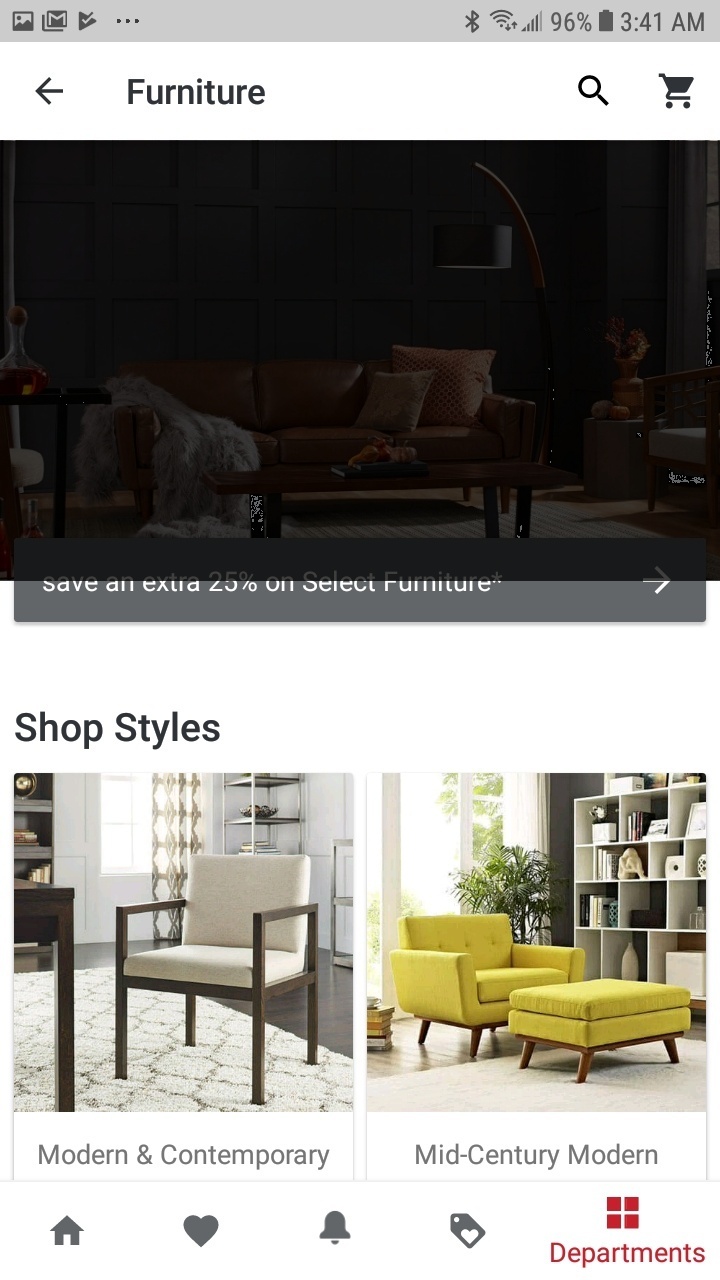 96% 3:41 AM
Furniture
save an extra 25% on Select Furniture*
Shop Styles
Modern & Contemporary
Mid-Century Modern
Departments